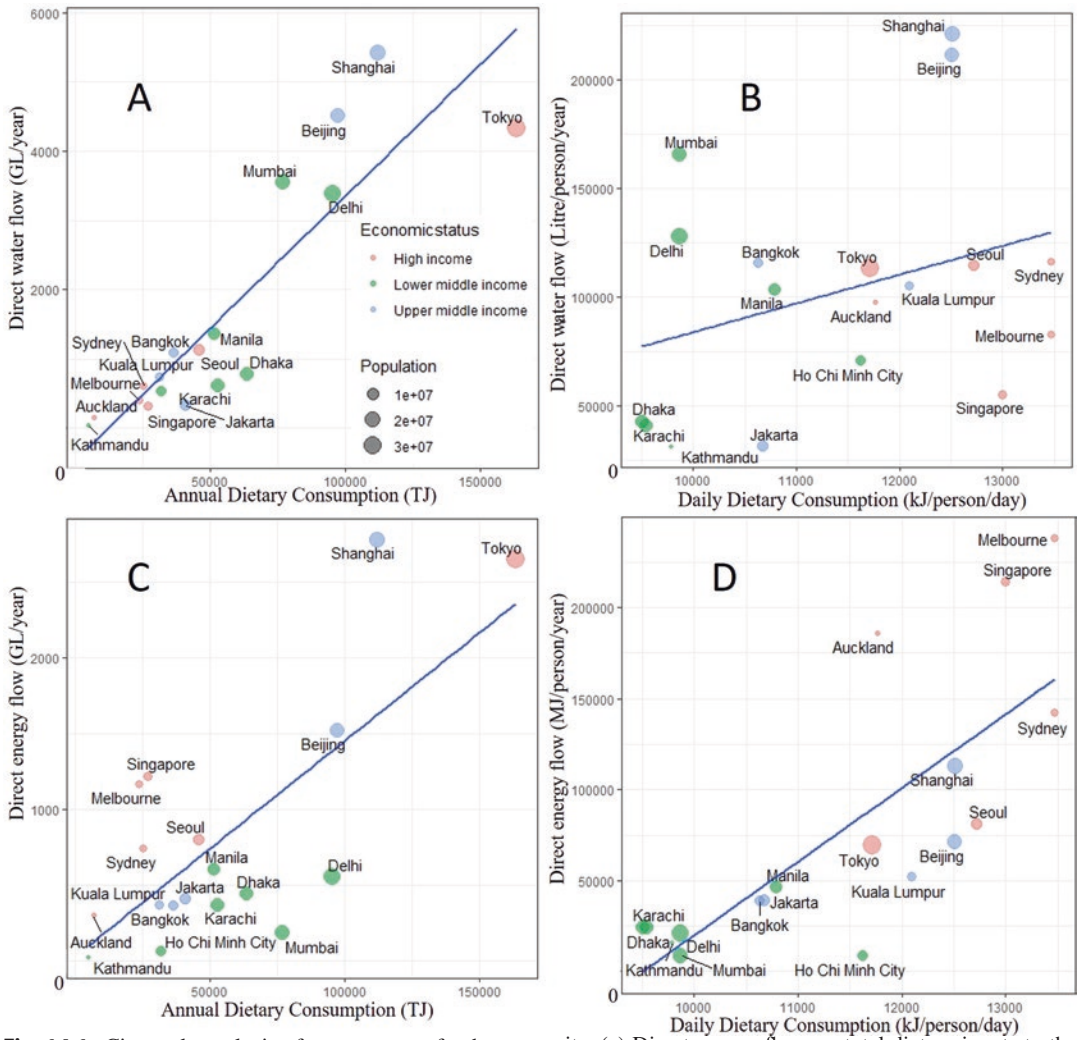 6000
4000
2000
0
Direct water flow (GL/year)
A
Shanghai
Beijing
Tokyo
Mumbai
Delhi
Economicstatus
High income
Lower middle income
Upper middle income
Population
1e+07
2e+07
3e+07
Sydney
Bangkok
Manila
Kuala Lumpur
Seoul
Dhaka
Melbourne
Karachi
Auckland
Singapore
Jakarta
Kathmandu
50000
100000
150000
Annual Dietary Consumption (TJ)
200000
150000
100000
50000
0
Direct water flow (Litre/person/year)
B
Shanghai
Beijing
Mumbai
Delhi
Bangkok
Tokyo
Seoul
Sydney
Manila
Kuala Lumpur
Auckland
Melbourne
Ho Chi Minh City
Dhaka
Karachi
Singapore
Jakarta
Kathmandu
10000
11000
12000
13000
Daily Dietary Consumption (kJ/person/day)
2000
1000
0
Direct energy flow (GL/year)
C
Shanghai
Tokyo
Beijing
Singapore
Melbourne
Seoul
Sydney
Manila
Delhi
Kuala Lumpur
Jakarta
Dhaka
Bangkok
Karachi
Auckland
Ho Chi Minh City
Mumbai
Kathmandu
50000
100000
150000
Annual Dietary Consumption (TJ)
200000
150000
100000
50000
0
Direct energy flow (MJ/person/year)
D
Melbourne
Singapore
Auckland
Sydney
Shanghai
Seoul
Tokyo
Beijing
Manila
Kuala Lumpur
Jakarta
Bangkok
Karachi
Dhaka
Delhi
Kathmandu
Mumbai
Ho Chi Minh City
10000
11000
12000
13000
Daily Dietary Consumption (kJ/person/day)